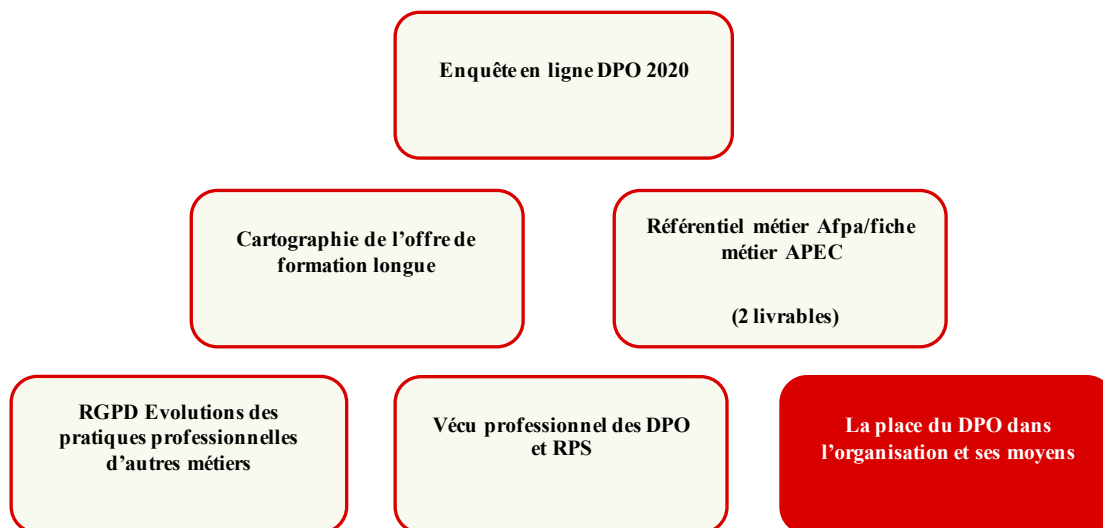 Enquête en ligne DPO 2020
Cartographie de l’offre de
formation longue
Référentiel métier Afpa/fiche
métier APEC
(2 livrables)
RGPD Evolutions des
pratiques professionnelles
d’autres métiers
Vécu professionnel des DPO
et RPS
La place du DPO dans
l’organisation et ses moyens